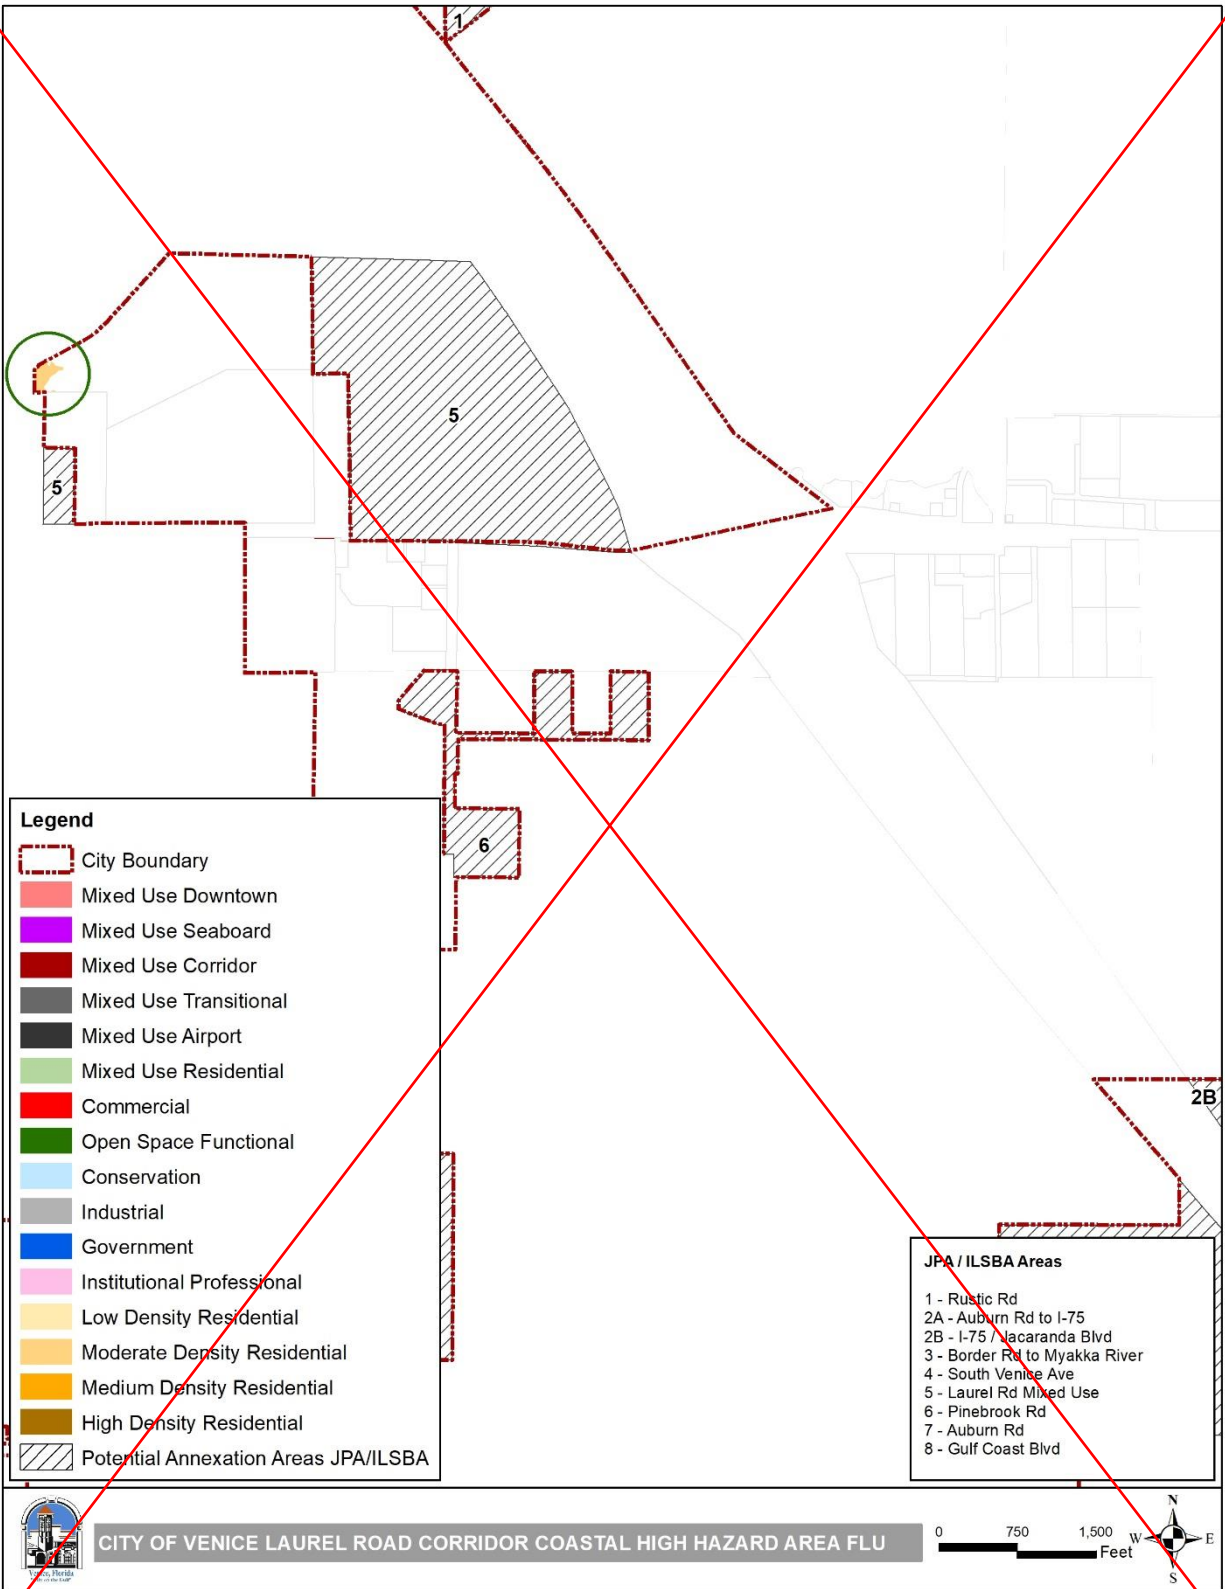 1
5
5
6
2B
Legend
City Boundary
Mixed Use Downtown
Mixed Use Seaboard
Mixed Use Corridor
Mixed Use Transitional
Mixed Use Airport
Mixed Use Residential
Commercial
Open Space Functional
Conservation
Industrial
Government
Institutional Professional
Low Density Residential
Moderate Density Residential
Medium Density Residential
High Density Residential
Potential Annexation Areas JPA/ILSBA
JPA / ILSBA Areas
1 - Rustic Rd
2A - Auburn Rd to I-75
2B - I-75 / Jacaranda Blvd
3 - Border Rd to Myakka River
4 - South Venice Ave
5 - Laurel Rd Mixed Use
6 - Pinebrook Rd
7 - Auburn Rd
8 - Gulf Coast Blvd
Venice, Florida
CITY OF VENICE LAUREL ROAD CORRIDOR COASTAL HIGH HAZARD AREA FLU
0 750 1,500
Feet
N
W E
S